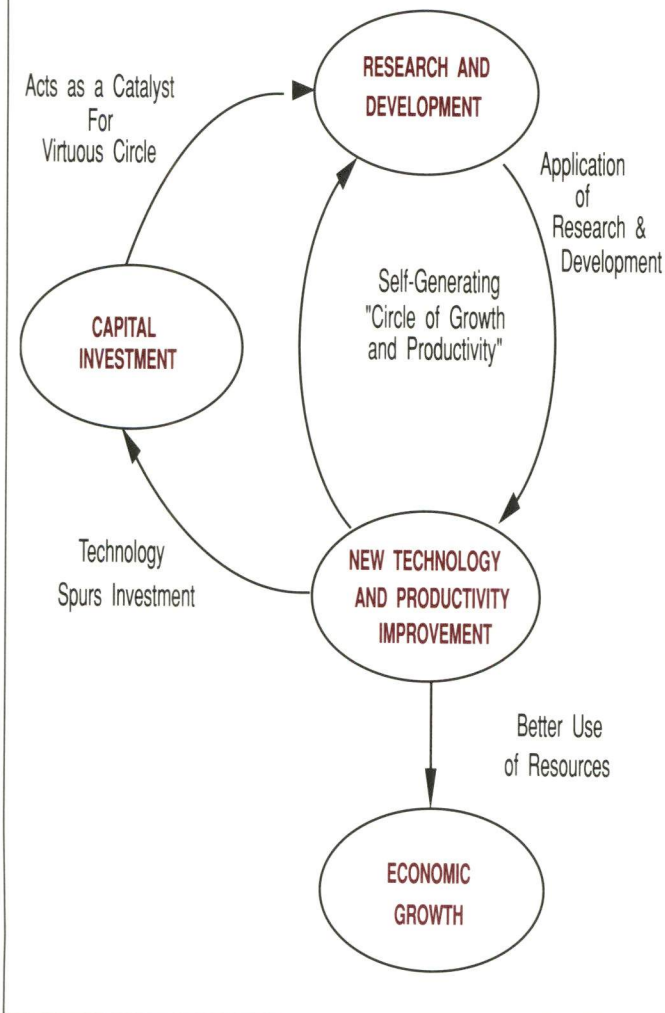 RESEARCH AND
DEVELOPMENT
Acts as a Catalyst
For
Virtuous Circle
Application
of
Research &
Development
Self-Generating
"Circle of Growth
and Productivity"
CAPITAL
INVESTMENT
Technology
Spurs Investment
NEW TECHNOLOGY
AND PRODUCTIVITY
IMPROVEMENT
Better Use
of Resources
ECONOMIC
GROWTH